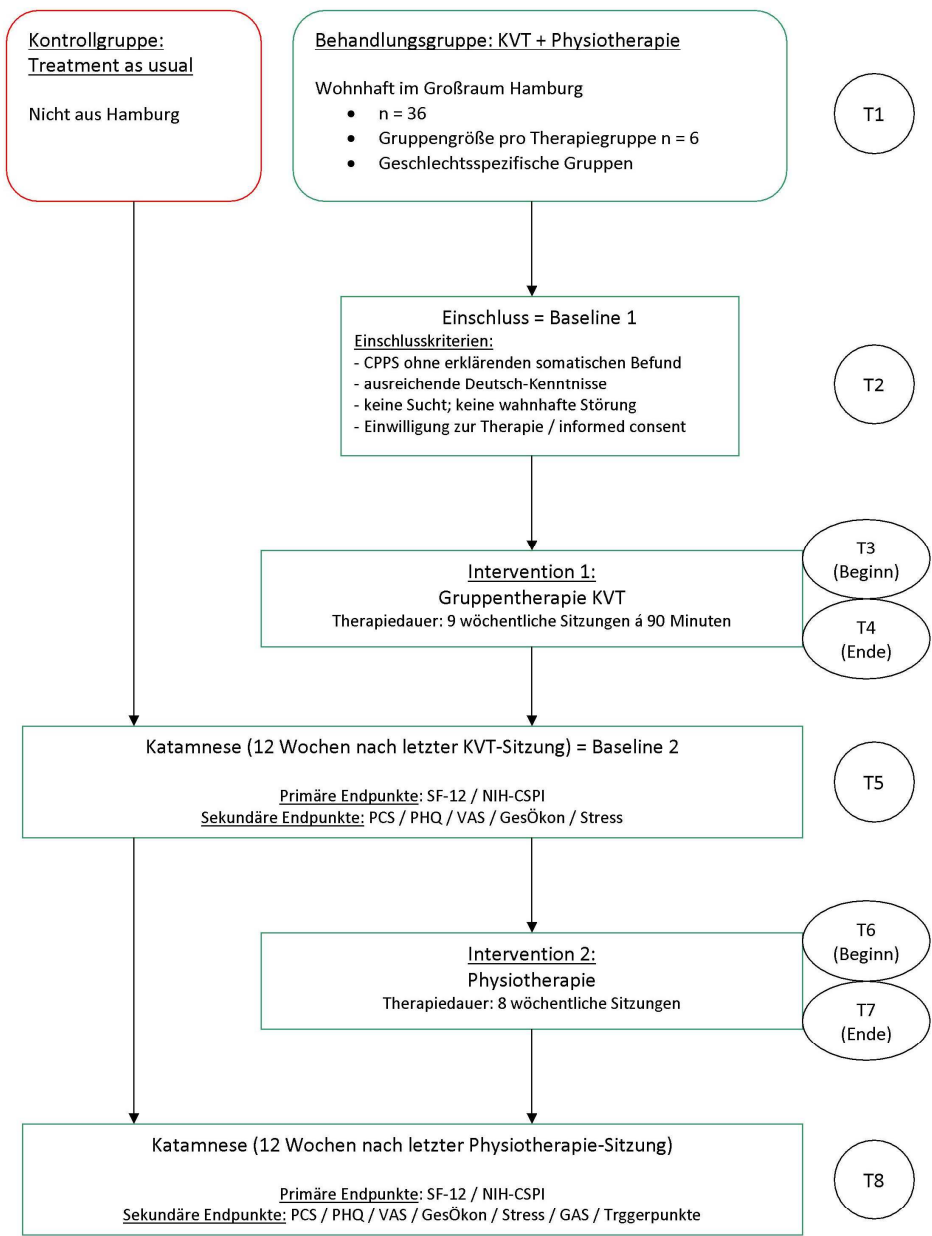 Kontrollgruppe:
Treatment as usual
Nicht aus Hamburg
Behandlungsgruppe: KVT + Physiotherapie
Wohnhaft im Großraum Hamburg
• n = 36
• Gruppengröße pro Therapiegruppe n = 6
• Geschlechtsspezifische Gruppen
T1
Einschluss = Baseline 1
Einschlusskriterien:
- CPPS ohne erklärenden somatischen Befund
- ausreichende Deutsch-Kenntnisse
- keine Sucht; keine wahnhafte Störung
- Einwilligung zur Therapie / informed consent
T2
Intervention 1:
Gruppentherapie KVT
Therapiedauer: 9 wöchentliche Sitzungen á 90 Minuten
T3
(Beginn)
T4
(Ende)
Katamnese (12 Wochen nach letzter KVT-Sitzung) = Baseline 2
Primäre Endpunkte: SF-12 / NIH-CSPI
Sekundäre Endpunkte: PCS / PHQ / VAS / GesÖkon / Stress
T5
Intervention 2:
Physiotherapie
Therapiedauer: 8 wöchentliche Sitzungen
T6
(Beginn)
T7
(Ende)
Katamnese (12 Wochen nach letzter Physiotherapie-Sitzung)
Primäre Endpunkte: SF-12 / NIH-CSPI
Sekundäre Endpunkte: PCS / PHQ / VAS / GesÖkon / Stress / GAS / Trggerpunkte
T8